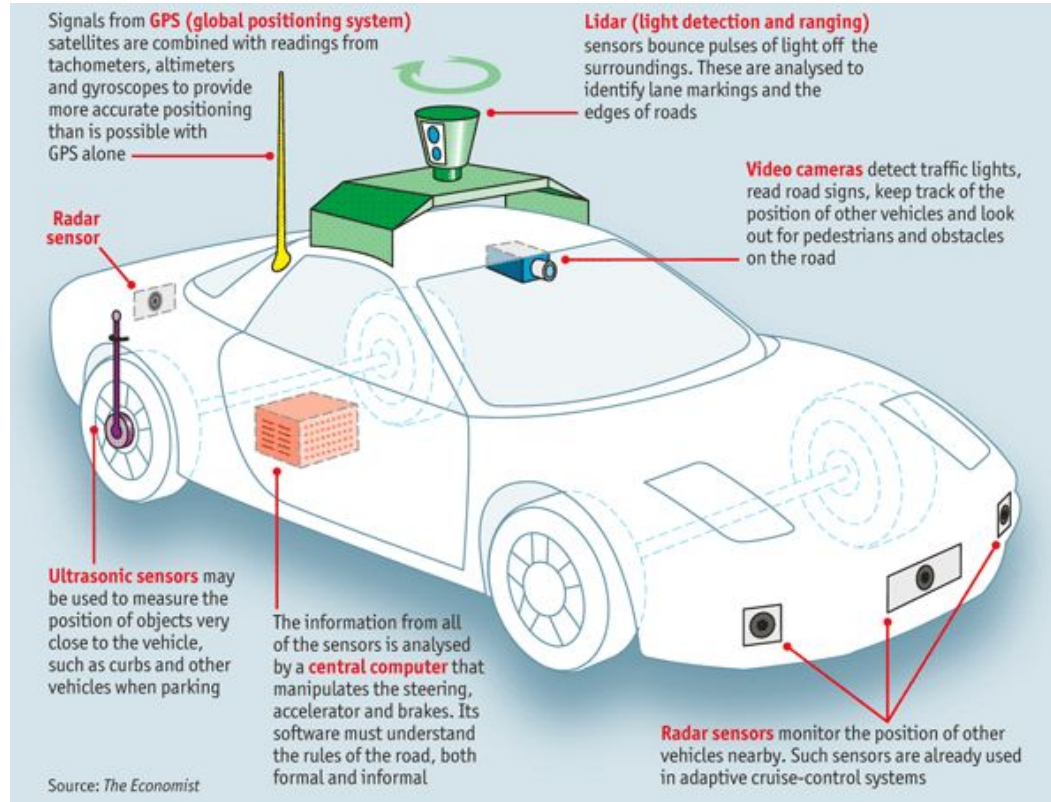 Signals from GPS (global positioning system)
satellites are combined with readings from
tachometers, altimeters
and gyroscopes to provide
more accurate positioning
than is possible with
GPS alone
Lidar (light detection and ranging)
sensors bounce pulses of light off the
surroundings. These are analysed to
identify lane markings and the
edges of roads
Video cameras detect traffic lights,
read road signs, keep track of the
position of other vehicles and look
out for pedestrians and obstacles
on the road
Radar
sensor
Ultrasonic sensors may
be used to measure the
position of objects very
close to the vehicle,
such as curbs and other
vehicles when parking
The information from all
of the sensors is analysed
by a central computer that
manipulates the steering,
accelerator and brakes. Its
software must understand
the rules of the road, both
formal and informal
Radar sensors monitor the position of other
vehicles nearby. Such sensors are already used
in adaptive cruise-control systems
Source: The Economist